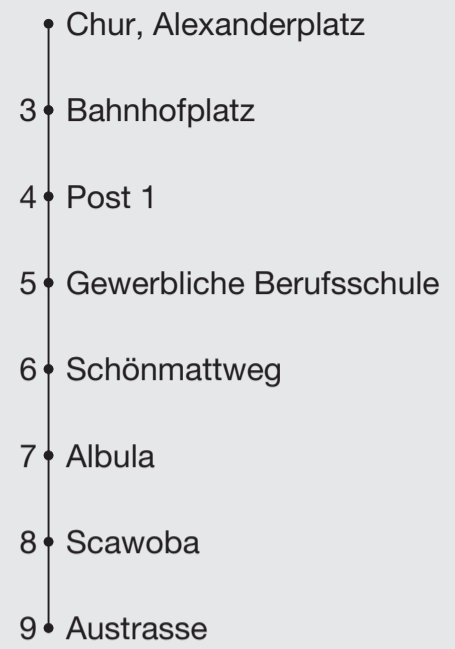 Chur, Alexanderplatz
3 Bahnhofplatz
4 Post 1
5 Gewerbliche Berufsschule
6 Schönmattweg
7 Albula
8 Scawoba
9 Austrasse